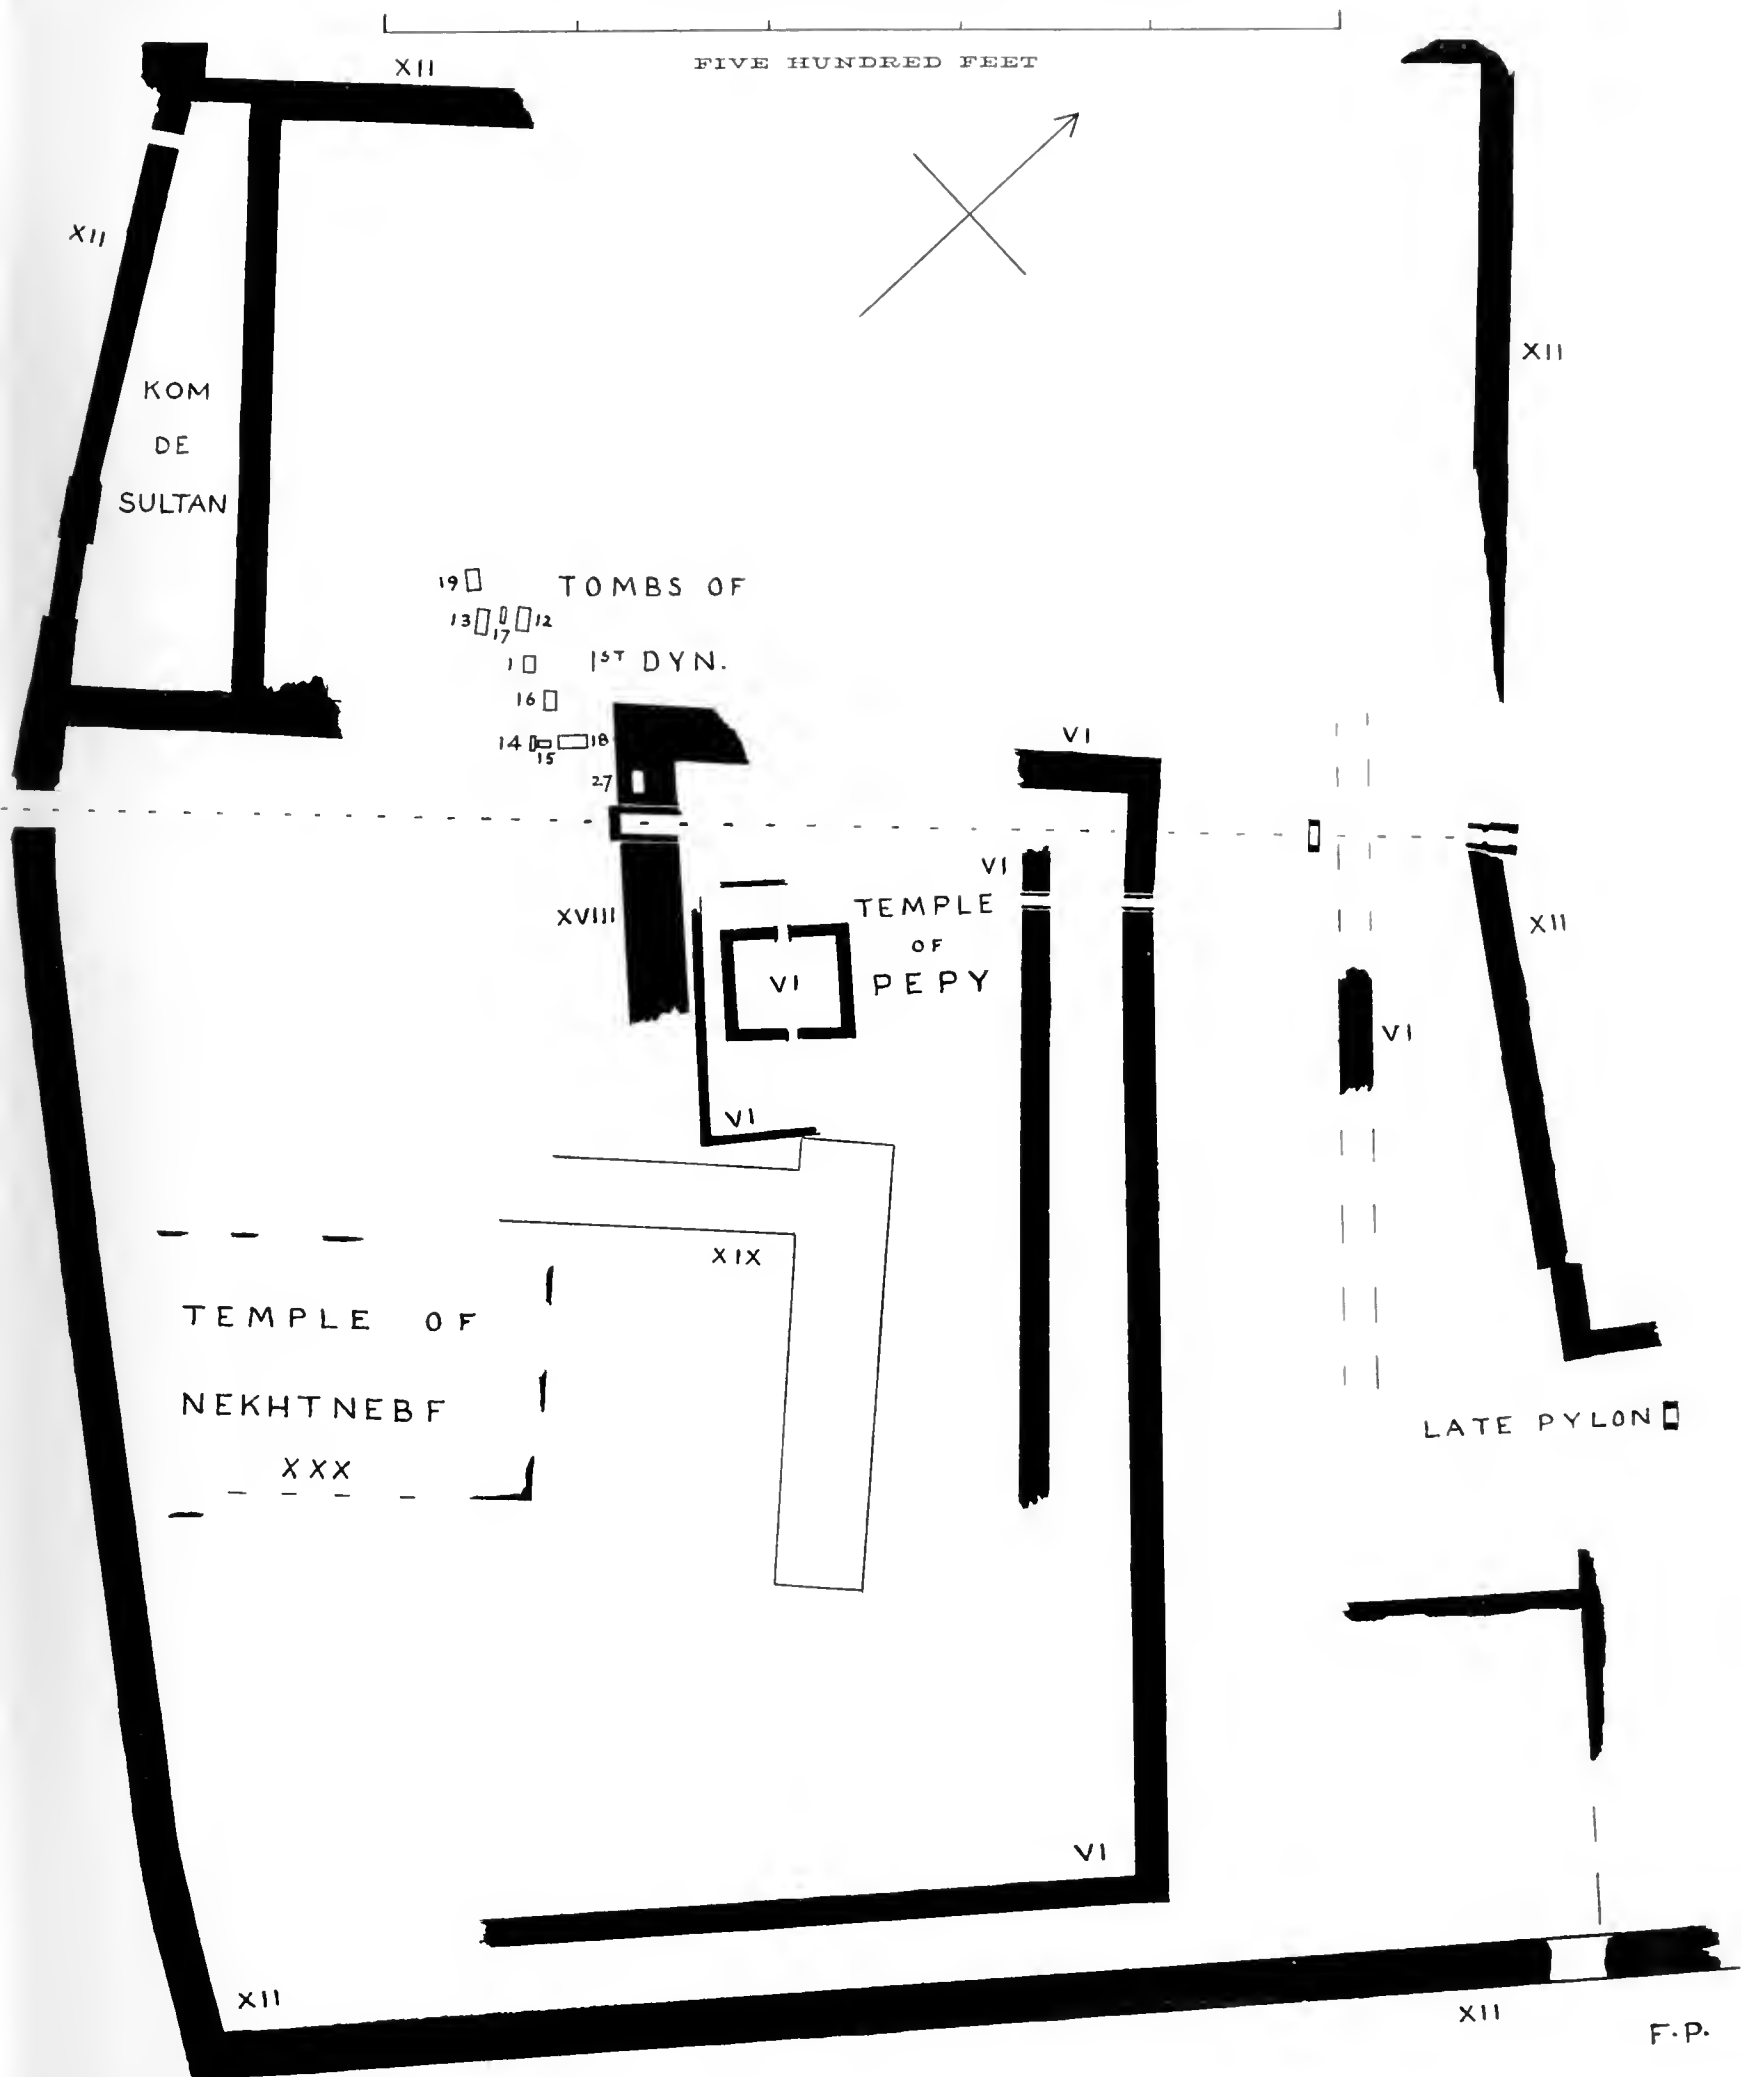 FIVE HUNDRED FEET
XII
XII
XII
KOM
DE
SULTAN
19
TOMBS OF
13
17
12
1
1ST DYN.
16
14
15
18
27
VI
VI
XVIII
TEMPLE
OF
PEPY
VI
XII
VI
VI
XIX
TEMPLE OF
NEKHTNEBF
XXX
LATE PYLON
VI
XII
XII
F.P.